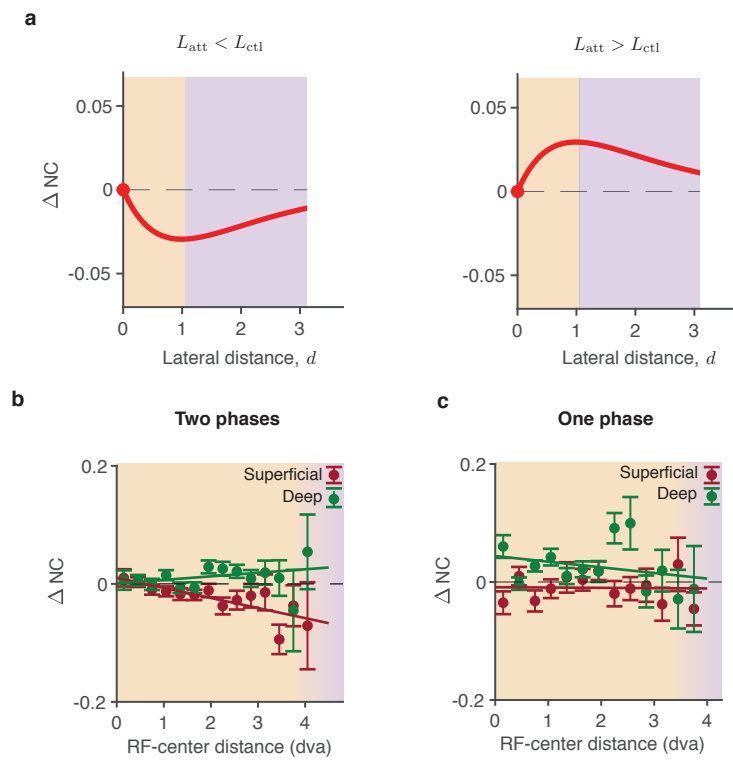 a
L_att < L_ctl
L_att > L_ctl
0.05
0
-0.05
Δ NC
0 1 2 3
Lateral distance, d
0.05
0
-0.05
0 1 2 3
Lateral distance, d
b
Two phases
0.2
0
-0.2
Δ NC
Superficial
Deep
0 1 2 3 4
RF-center distance (dva)
c
One phase
0.2
0
-0.2
Δ NC
Superficial
Deep
0 1 2 3 4
RF-center distance (dva)